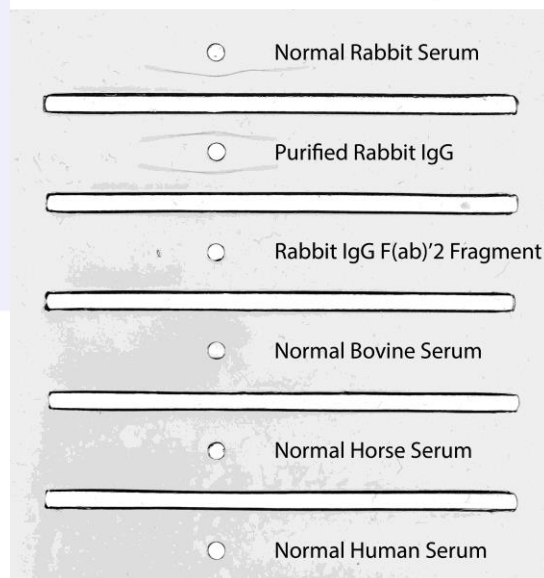 Normal Rabbit Serum
Purified Rabbit IgG
Rabbit IgG F(ab)’2 Fragment
Normal Bovine Serum
Normal Horse Serum
Normal Human Serum